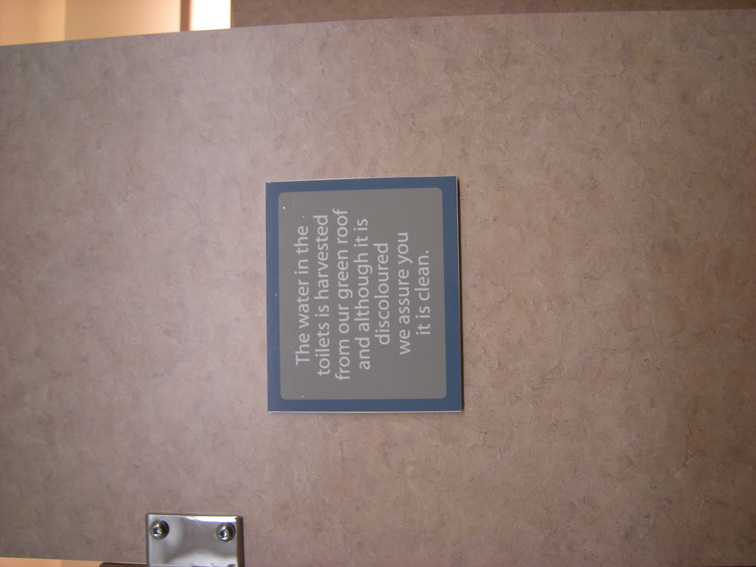 The water in the
toilets is harvested
from our green roof
and although it is
discoloured
we assure you
it is clean.